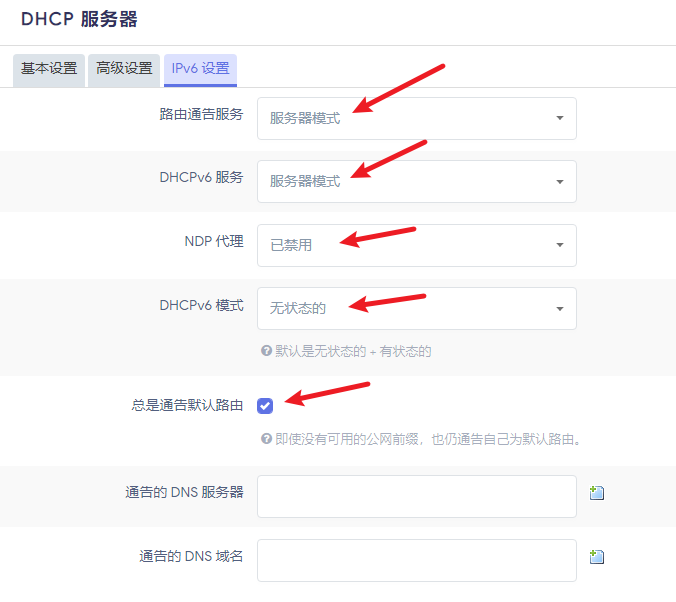 DHCP 服务器
基本设置 高级设置 IPv6 设置
路由通告服务 服务器模式
DHCPv6 服务 服务器模式
NDP 代理 已禁用
DHCPv6 模式 无状态的
默认是无状态的 + 有状态的
总是通告默认路由
即使没有可用的公网前缀，也仍通告自己为默认路由。
通告的 DNS 服务器
通告的 DNS 域名